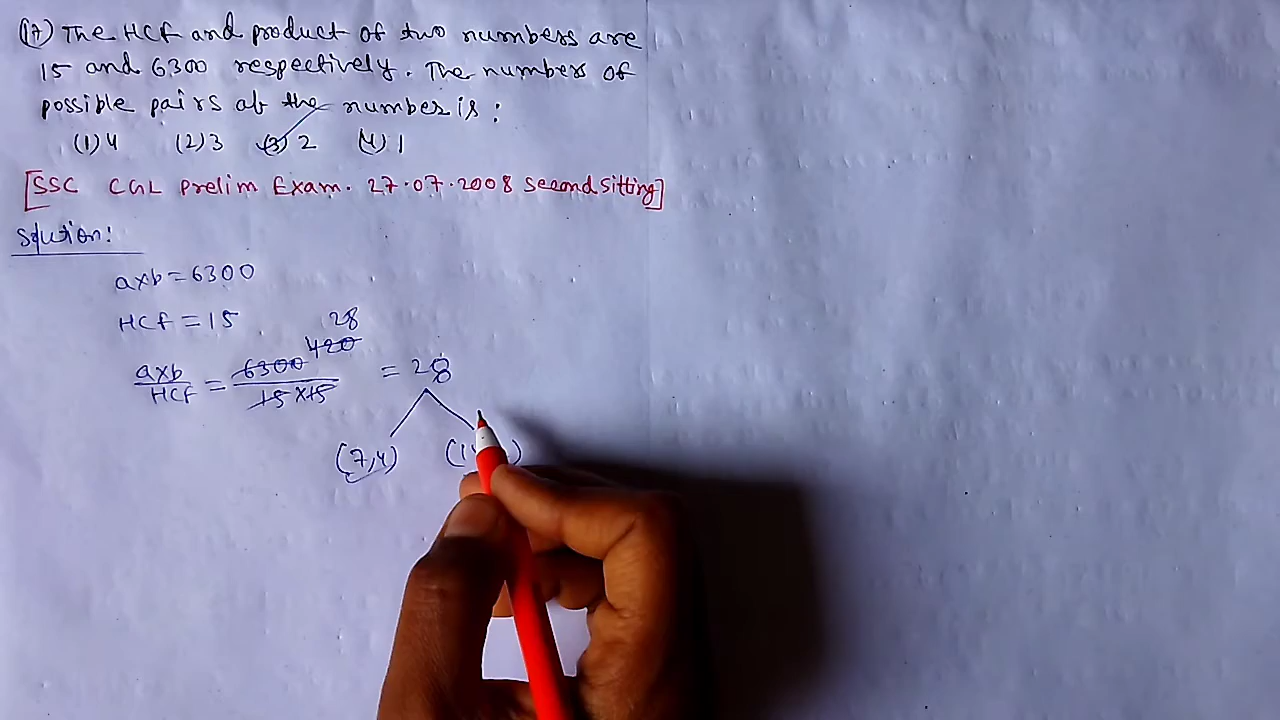 (17) The HCF and product of two numbers are
15 and 6300 respectively. The numbers of
possible pairs of the number is:
(1) 4 (2) 3 (3) 2 (4) 1
[SSC CGL Prelim Exam. 27.07.2008 Second Sitting]
Solution:
a×b=6300
HCF=15
28
420
a×b/HCF = 6300/15×15 = 28
(7,4)